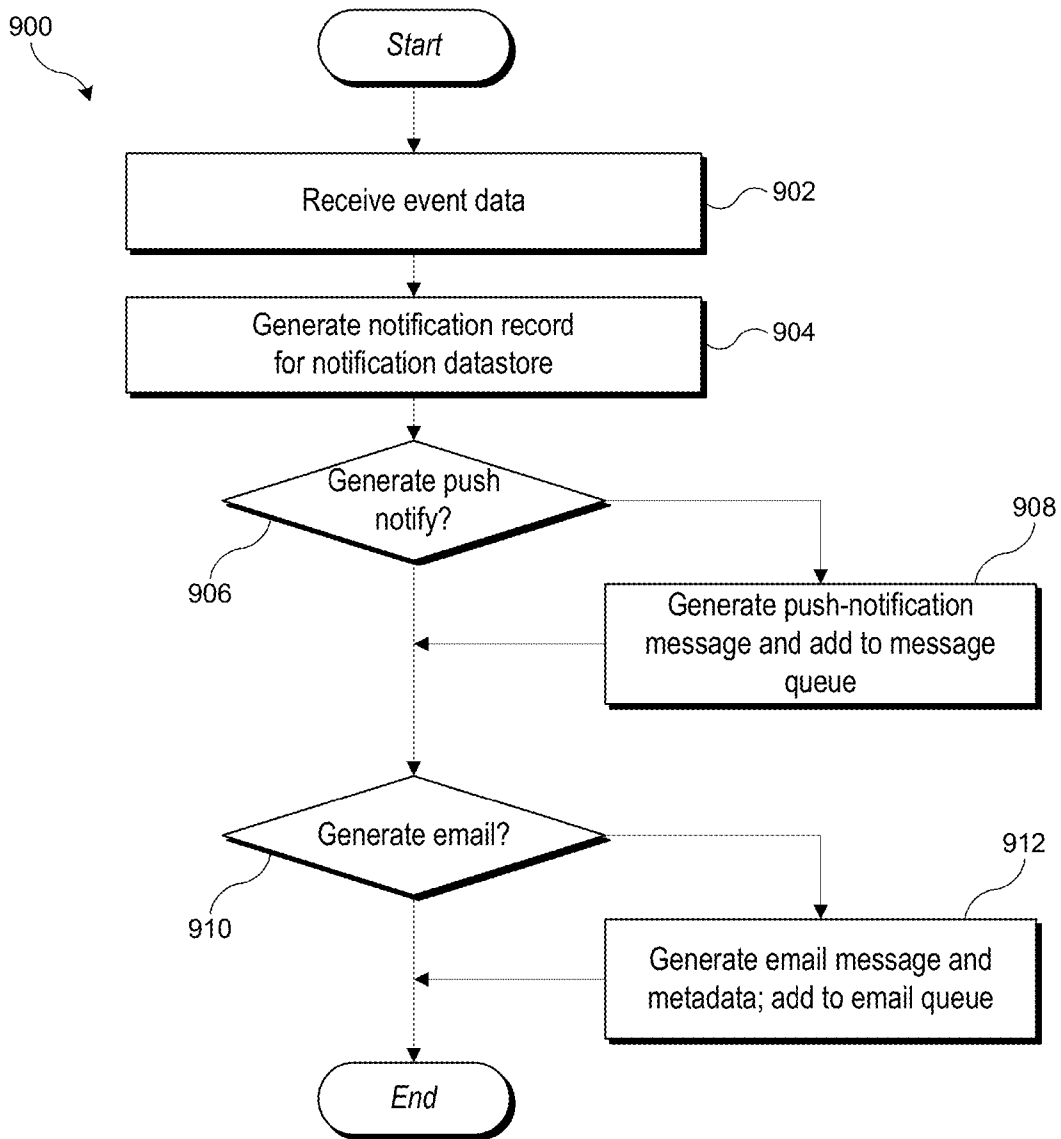 900
Start
Receive event data
902
Generate notification record
for notification datastore
904
Generate push
notify?
906
908
Generate push-notification
message and add to message
queue
Generate email?
910
912
Generate email message and
metadata; add to email queue
End